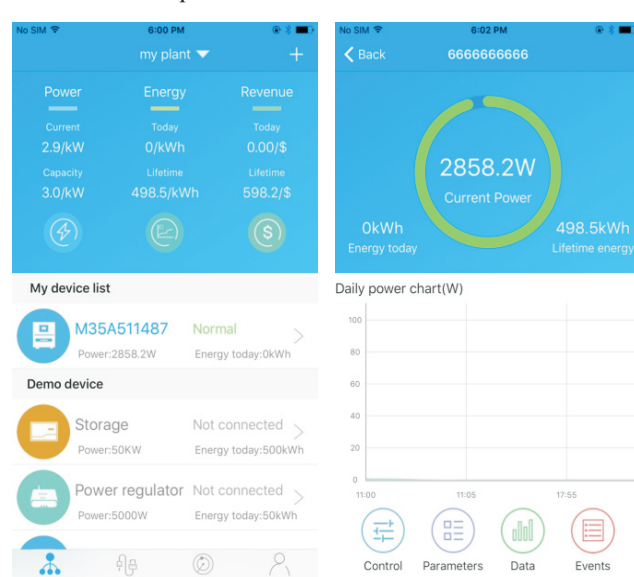 No SIM 6:00 PM
my plant +
Power Energy Revenue
Current Today Today
2.9/kW 0/kWh 0.00/$
Capacity Lifetime Lifetime
3.0/kW 498.5/kWh 598.2/$
$
My device list
M35A511487 Normal
Power:2858.2W Energy today:0kWh
Demo device
Storage Not connected
Power:50KW Energy today:500kWh
Power regulator Not connected
Power:5000W Energy today:50kWh
No SIM 6:02 PM
Back 6666666666
2858.2W
Current Power
0kWh 498.5kWh
Energy today Lifetime energy
Daily power chart(W)
100
80
60
40
20
0
11:00 11:05 17:55
Control Parameters Data Events